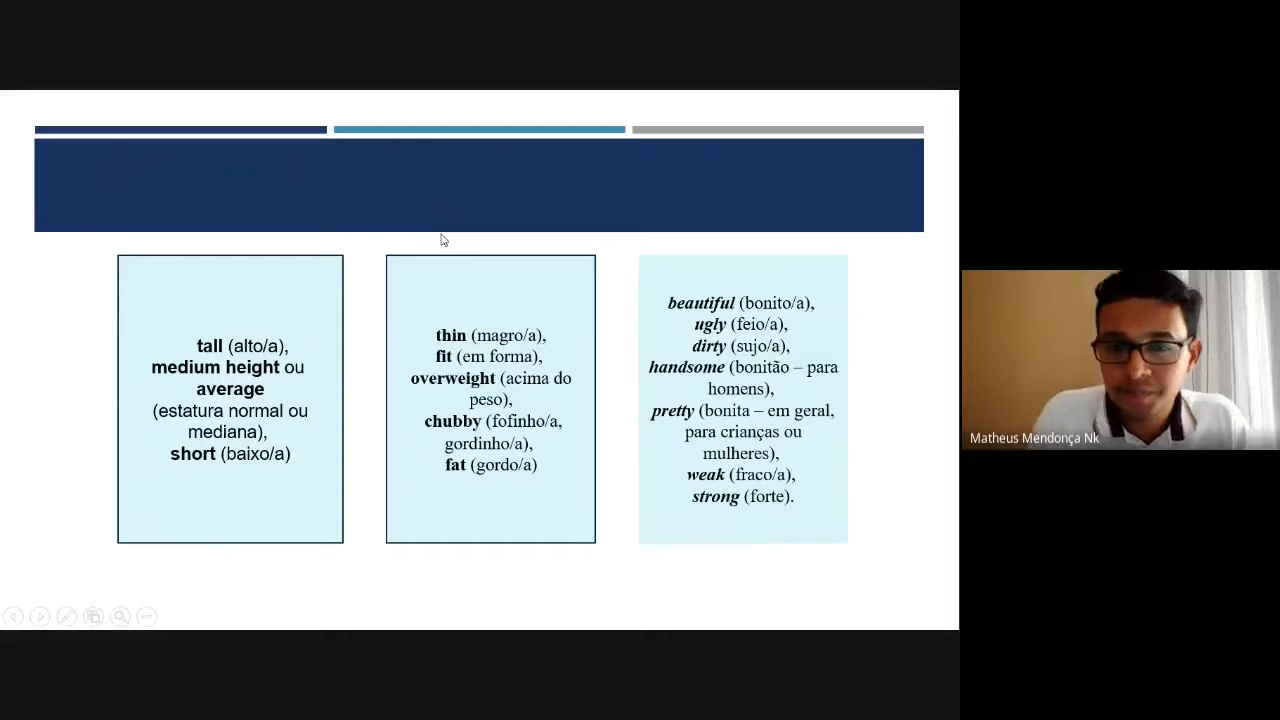 tall (alto/a),
medium height ou
average
(estatura normal ou
mediana),
short (baixo/a)
thin (magro/a),
fit (em forma),
overweight (acima do
peso),
chubby (fofinho/a,
gordinho/a),
fat (gordo/a)
beautiful (bonito/a),
ugly (feio/a),
dirty (sujo/a),
handsome (bonitão – para
homens),
pretty (bonita – em geral,
para crianças ou
mulheres),
weak (fraco/a),
strong (forte).
Matheus Mendonça Nk